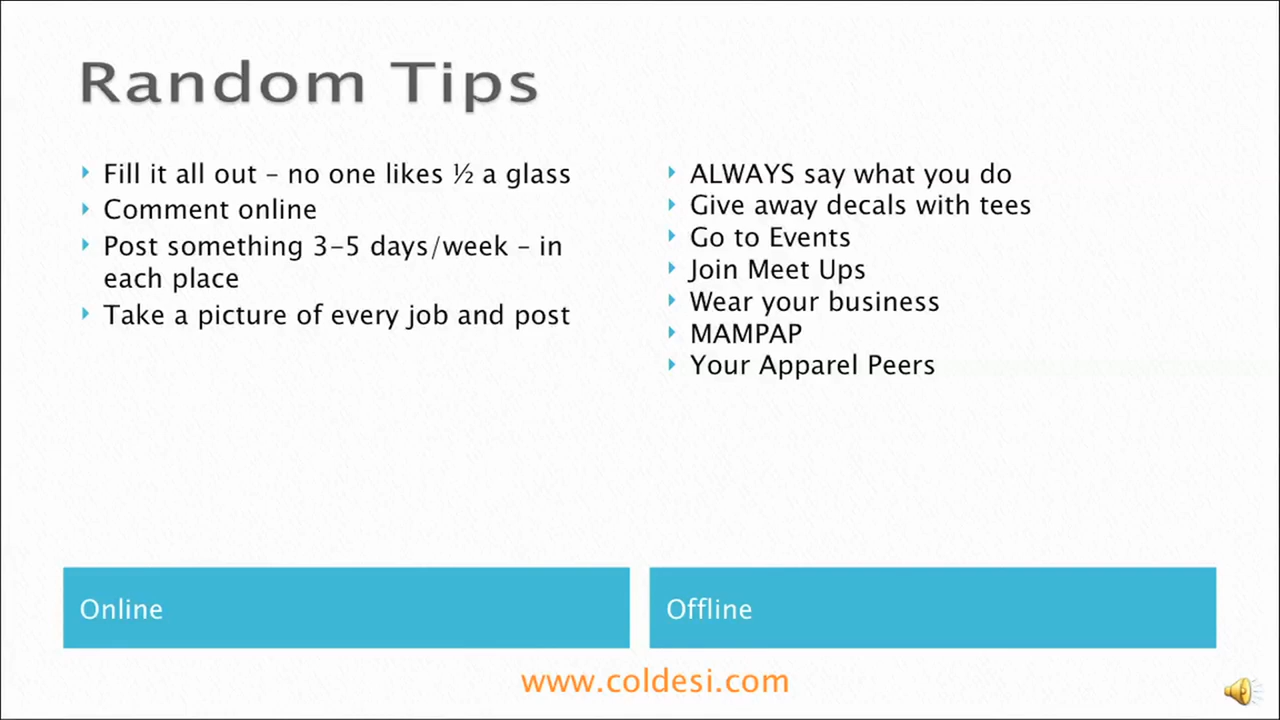 Random Tips
Fill it all out – no one likes ½ a glass
Comment online
Post something 3-5 days/week – in
each place
Take a picture of every job and post
ALWAYS say what you do
Give away decals with tees
Go to Events
Join Meet Ups
Wear your business
MAMPAP
Your Apparel Peers
Online
Offline
www.coldesi.com